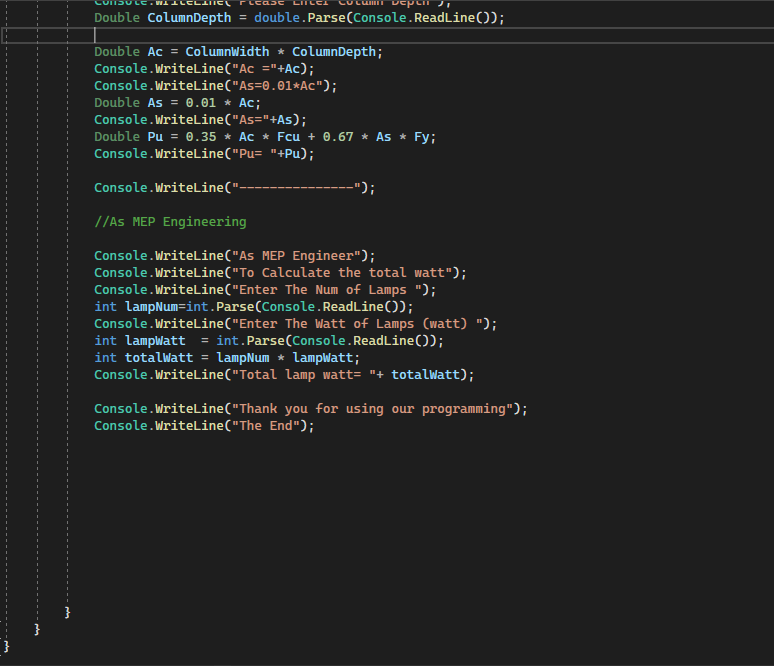 Console.WriteLine("Please Enter Column Depth");
Double ColumnDepth = double.Parse(Console.ReadLine());
Double Ac = ColumnWidth * ColumnDepth;
Console.WriteLine("Ac ="+Ac);
Console.WriteLine("As=0.01*Ac");
Double As = 0.01 * Ac;
Console.WriteLine("As="+As);
Double Pu = 0.35 * Ac * Fcu + 0.67 * As * Fy;
Console.WriteLine("Pu= "+Pu);
Console.WriteLine("---------------");
//As MEP Engineering
Console.WriteLine("As MEP Engineer");
Console.WriteLine("To Calculate the total watt");
Console.WriteLine("Enter The Num of Lamps ");
int lampNum=int.Parse(Console.ReadLine());
Console.WriteLine("Enter The Watt of Lamps (watt) ");
int lampWatt  = int.Parse(Console.ReadLine());
int totalWatt = lampNum * lampWatt;
Console.WriteLine("Total lamp watt= "+ totalWatt);
Console.WriteLine("Thank you for using our programming");
Console.WriteLine("The End");
}
}
}